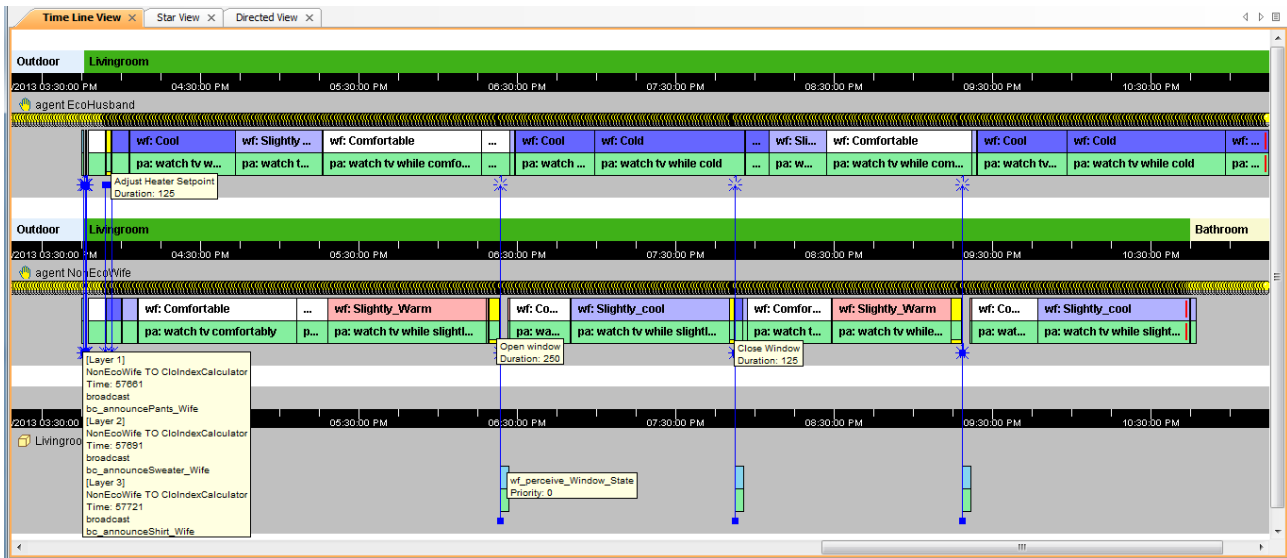 Time Line View × Star View × Directed View ×
Outdoor Livingroom
/2013 03:30:00 PM 04:30:00 PM 05:30:00 PM 06:30:00 PM 07:30:00 PM 08:30:00 PM 09:30:00 PM 10:30:00 PM
agent EcoHusband
wf: Cool wf: Slightly ... wf: Comfortable ... wf: Cool wf: Cold ... wf: Sli... wf: Comfortable wf: Cool wf: Cold wf: ...
pa: watch tv w... pa: watch t... pa: watch tv while comfo... ... pa: watch ... pa: watch tv while cold ... pa: w... pa: watch tv while com... pa: watch tv... pa: watch tv while cold pa: ...
Adjust Heater Setpoint
Duration: 125
Outdoor Livingroom Bathroom
/2013 03:30:00 PM 04:30:00 PM 05:30:00 PM 06:30:00 PM 07:30:00 PM 08:30:00 PM 09:30:00 PM 10:30:00 PM
agent NonEcoWife
wf: Comfortable ... wf: Slightly_Warm wf: Co... wf: Slightly_cool wf: Comfor... wf: Slightly_Warm wf: Co... wf: Slightly_cool
pa: watch tv comfortably p... pa: watch tv while slightl... pa: wa... pa: watch tv while slightl... pa: watch t... pa: watch tv while... pa: wat... pa: watch tv while slight...
Open window
Duration: 250
Close Window
Duration: 125
[Layer 1]
NonEcoWife TO CloIndexCalculator
Time: 57661
broadcast
bc_announcePants_Wife
[Layer 2]
NonEcoWife TO CloIndexCalculator
Time: 57691
broadcast
bc_announceSweater_Wife
[Layer 3]
NonEcoWife TO CloIndexCalculator
Time: 57721
broadcast
bc_announceShirt_Wife
/2013 03:30:00 05:30:00 PM 06:30:00 PM 07:30:00 PM 08:30:00 PM 09:30:00 PM 10:30:00 PM
Livingroo
wf_perceive_Window_State
Priority: 0